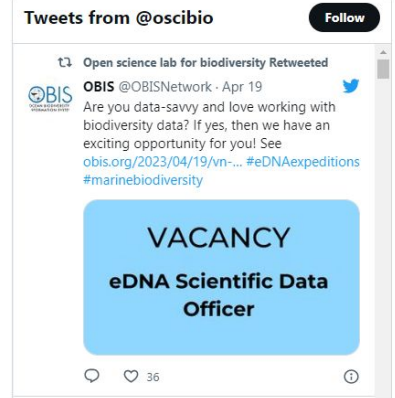 Tweets from @oscibio
Follow
Open science lab for biodiversity Retweeted
OBIS @OBISNetwork · Apr 19
OBIS
Are you data-savvy and love working with
biodiversity data? If yes, then we have an
exciting opportunity for you! See
obis.org/2023/04/19/vn-... #eDNAexpeditions
#marinebiodiversity
VACANCY
eDNA Scientific Data
Officer
36